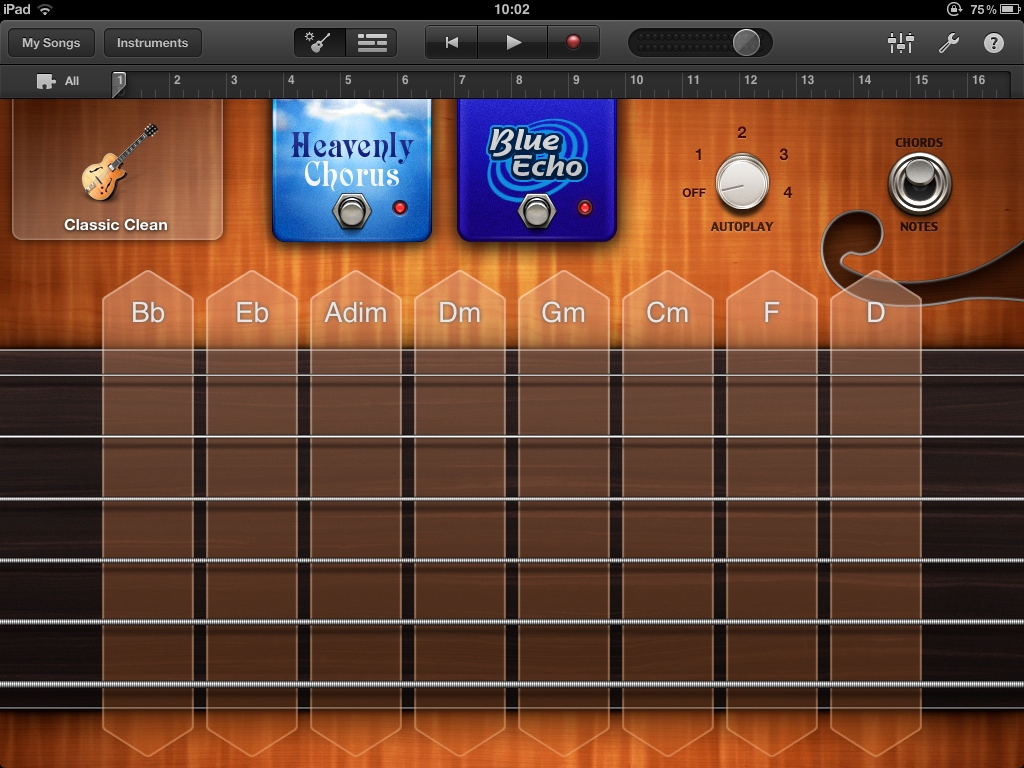 iPad 10:02 75%
My Songs Instruments ?
All 1 2 3 4 5 6 7 8 9 10 11 12 13 14 15 16
Classic Clean
Heavenly
Chorus
Blue
Echo
2
1 3
OFF 4
AUTOPLAY
CHORDS
NOTES
Bb Eb Adim Dm Gm Cm F D